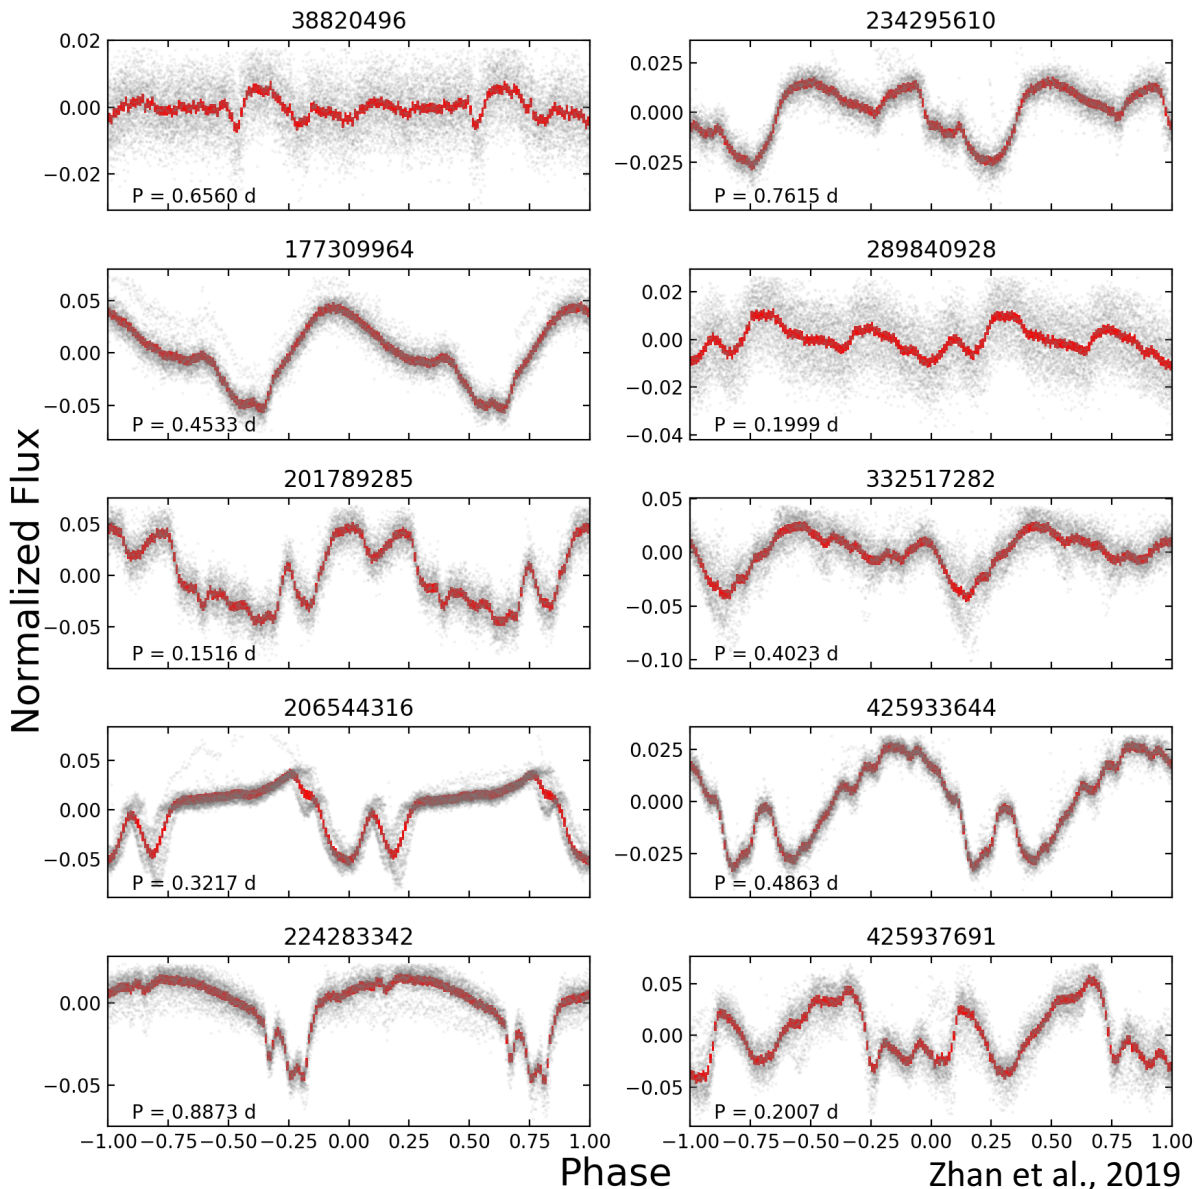 38820496
0.02
0.00
−0.02
P = 0.6560 d
234295610
0.025
0.000
−0.025
P = 0.7615 d
177309964
0.05
0.00
−0.05
P = 0.4533 d
289840928
0.02
0.00
−0.02
−0.04
P = 0.1999 d
201789285
0.05
0.00
−0.05
P = 0.1516 d
332517282
0.05
0.00
−0.05
−0.10
P = 0.4023 d
206544316
0.05
0.00
−0.05
P = 0.3217 d
425933644
0.025
0.000
−0.025
P = 0.4863 d
224283342
0.00
−0.05
P = 0.8873 d
−1.00 −0.75 −0.50 −0.25 0.00 0.25 0.50 0.75 1.00
425937691
0.05
0.00
−0.05
P = 0.2007 d
−1.00 −0.75 −0.50 −0.25 0.00 0.25 0.50 0.75 1.00
Normalized Flux
Phase
Zhan et al., 2019